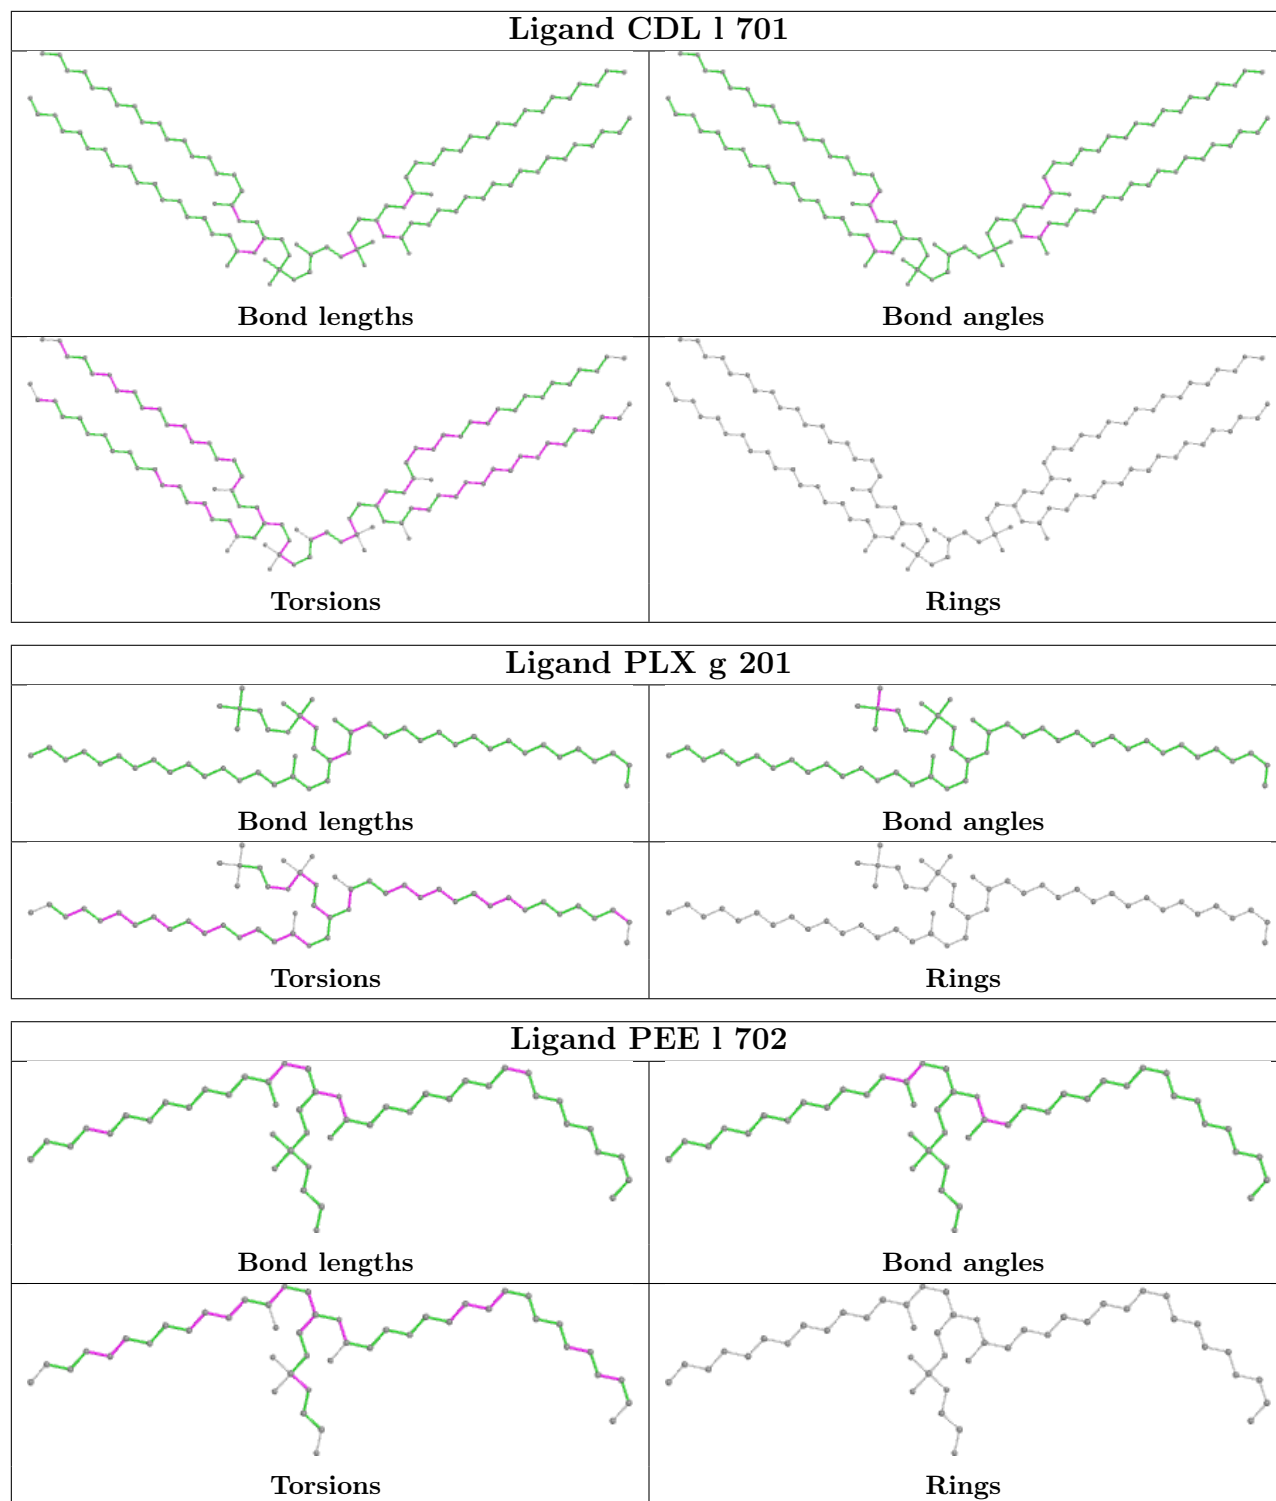 Ligand CDL l 701
Bond lengths
Bond angles
Torsions
Rings
Ligand PLX g 201
Bond lengths
Bond angles
Torsions
Rings
Ligand PEE l 702
Bond lengths
Bond angles
Torsions
Rings